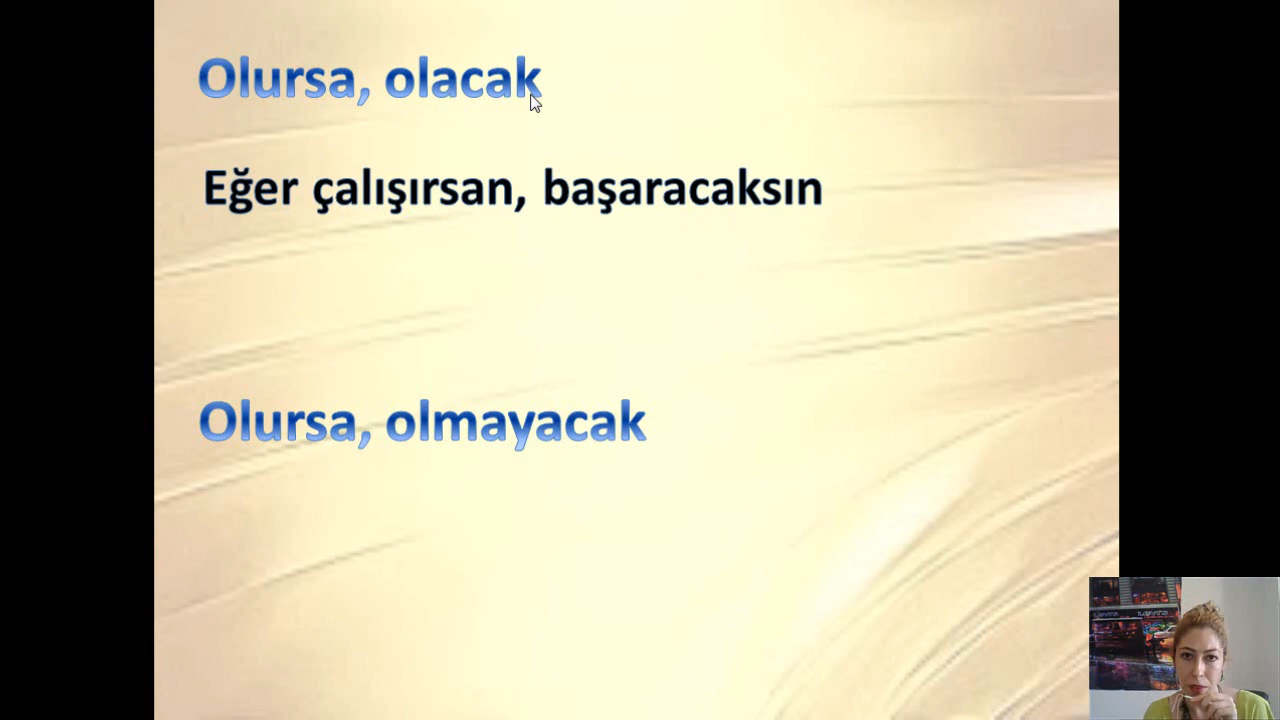 Olursa, olacak
Eğer çalışırsan, başaracaksın
Olursa, olmayacak